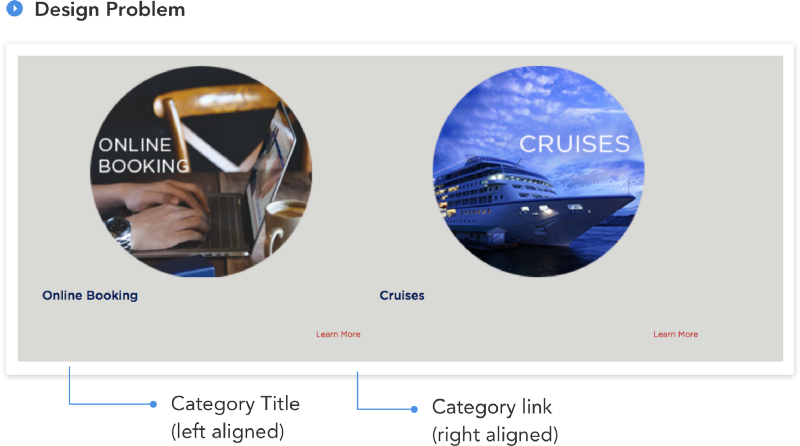 Design Problem
ONLINE
BOOKING
CRUISES
Online Booking
Cruises
Learn More
Learn More
Category Title
(left aligned)
Category link
(right aligned)